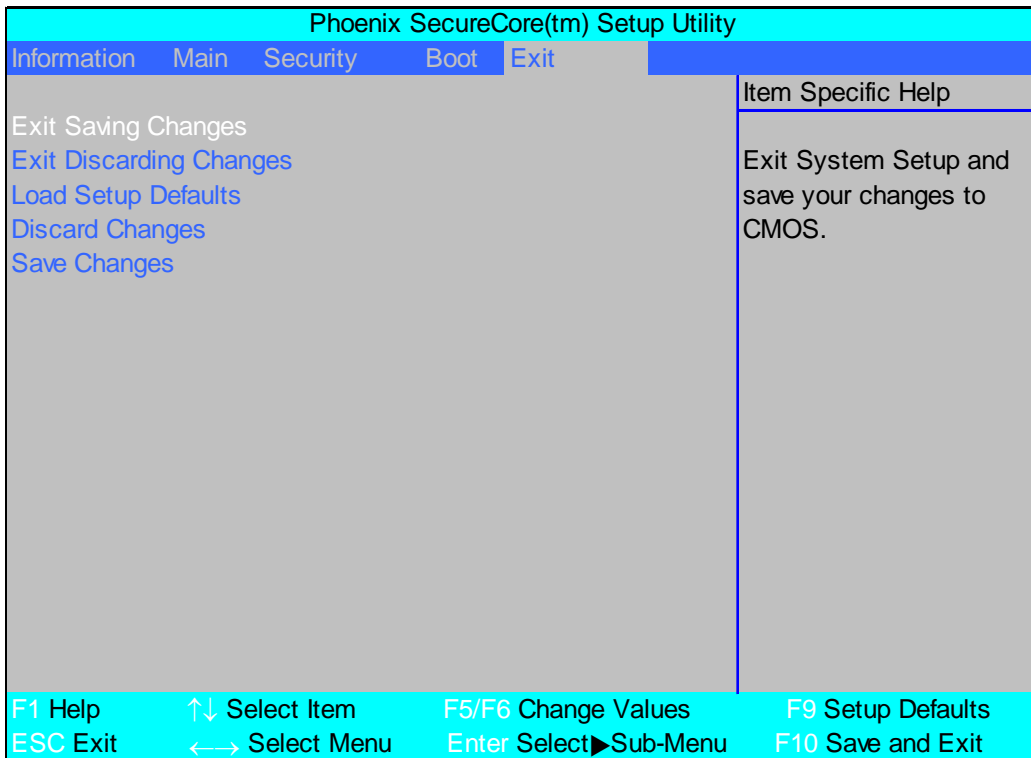 Phoenix SecureCore(tm) Setup Utility
Information Main Security Boot Exit
Item Specific Help
Exit Saving Changes
Exit Discarding Changes
Load Setup Defaults
Discard Changes
Save Changes
Exit System Setup and
save your changes to
CMOS.
F1 Help ↑↓ Select Item F5/F6 Change Values F9 Setup Defaults
ESC Exit ←→ Select Menu Enter Select▶Sub-Menu F10 Save and Exit